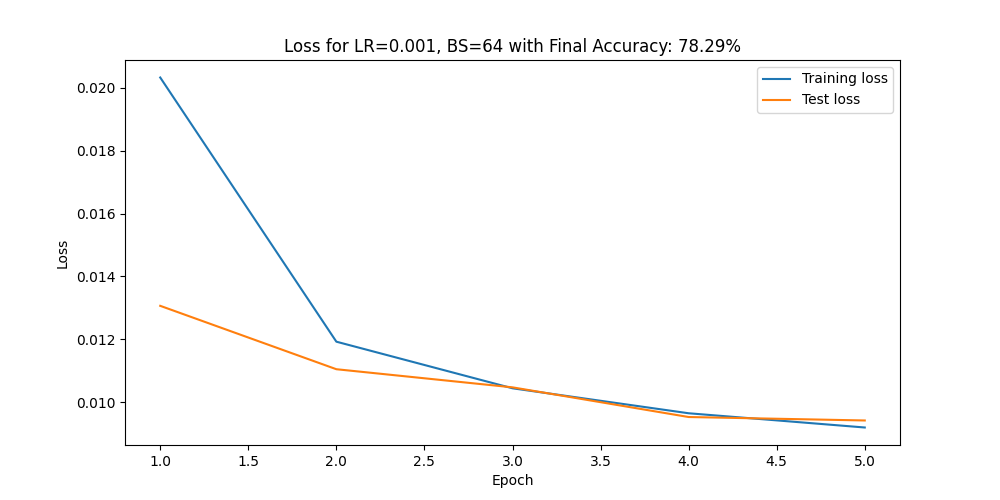 Loss for LR=0.001, BS=64 with Final Accuracy: 78.29%
Training loss
Test loss
0.020
0.018
0.016
0.014
0.012
0.010
Loss
1.0 1.5 2.0 2.5 3.0 3.5 4.0 4.5 5.0
Epoch